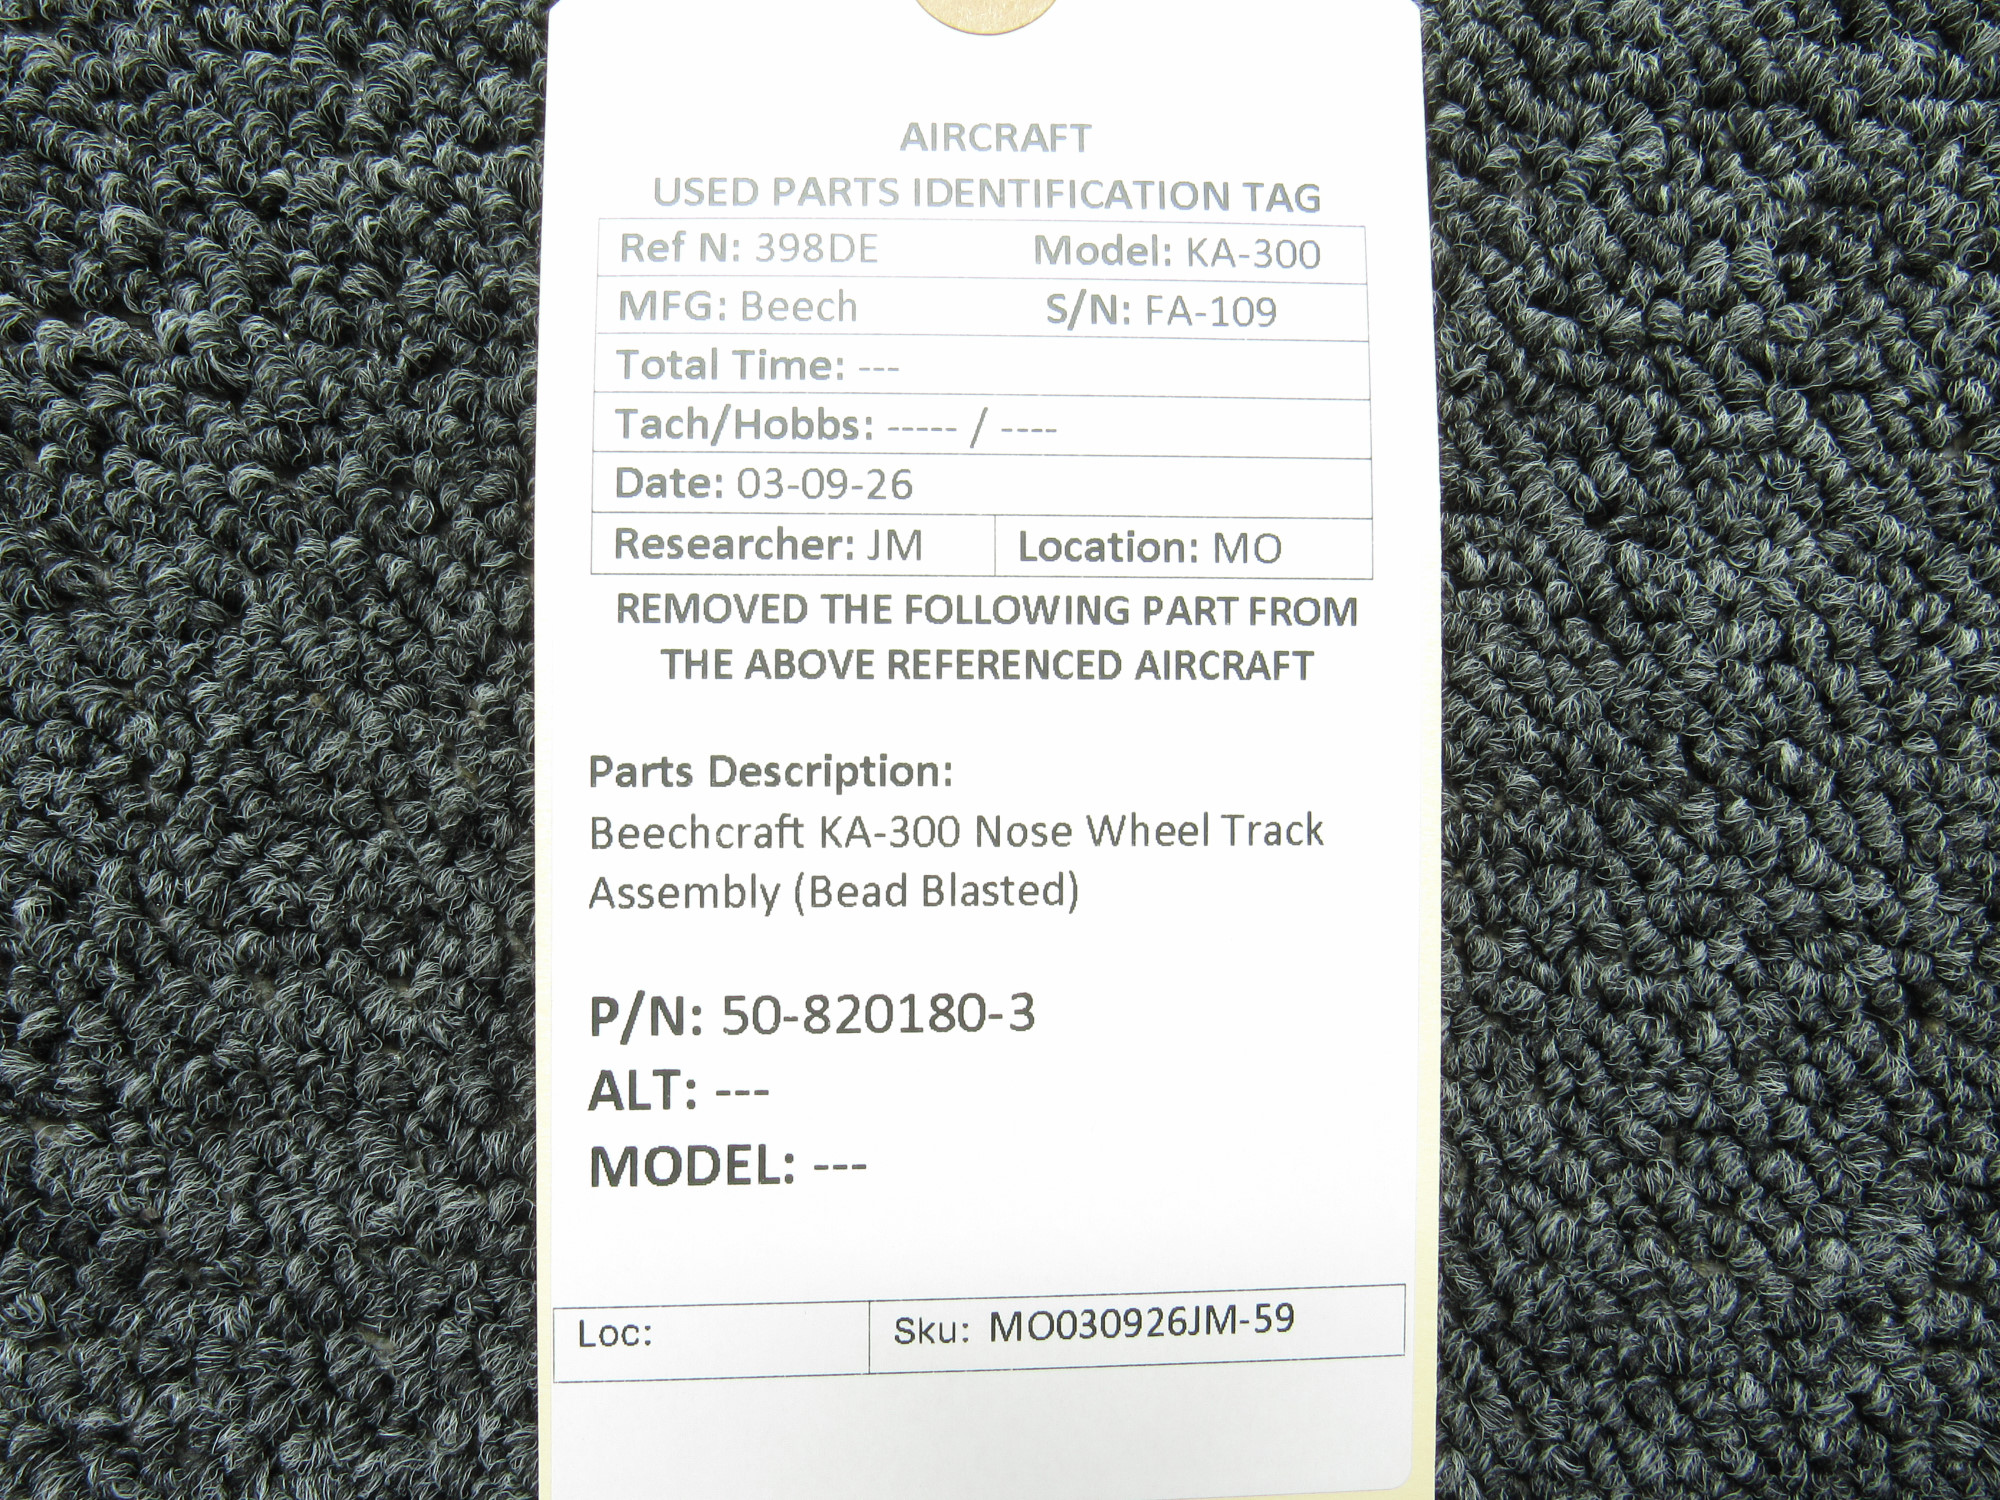 AIRCRAFT
USED PARTS IDENTIFICATION TAG
Ref N: 398DE Model: KA-300
MFG: Beech S/N: FA-109
Total Time: ---
Tach/Hobbs: ----- / ----
Date: 03-09-26
Researcher: JM Location: MO
REMOVED THE FOLLOWING PART FROM
THE ABOVE REFERENCED AIRCRAFT
Parts Description:
Beechcraft KA-300 Nose Wheel Track
Assembly (Bead Blasted)
P/N: 50-820180-3
ALT: ---
MODEL: ---
Loc: Sku: MO030926JM-59